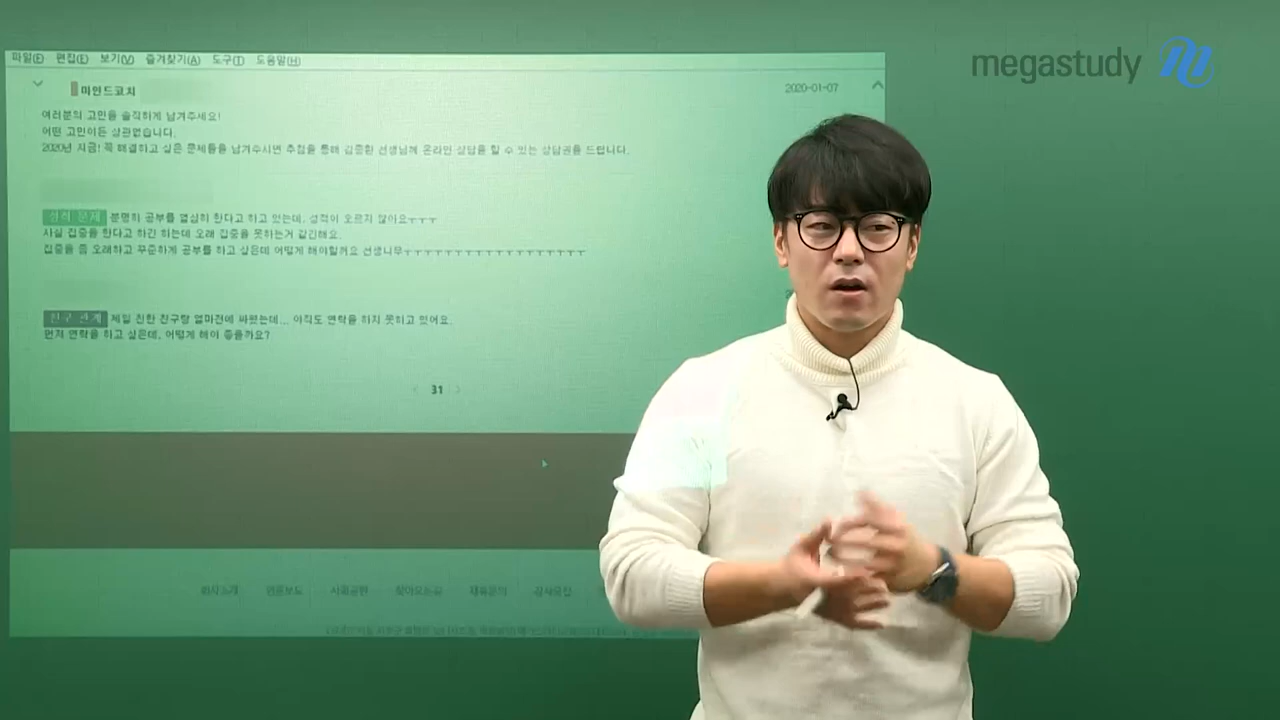 megastudy
파일(F) 편집(E) 보기(V) 즐겨찾기(A) 도구(T) 도움말(H)
마인드코치 2020-01-07
여러분의 고민을 솔직하게 남겨주세요!
어떤 고민이든 상관없습니다.
2020년 지금! 꼭 해결하고 싶은 문제들을 남겨주시면 추첨을 통해 김종환 선생님께 온라인 상담을 할 수 있는 상담권을 드립니다.
성적 문제 분명히 공부를 열심히 한다고 하고 있는데, 성적이 오르지 않아요ㅜㅜㅜ
사실 집중을 한다고 하긴 하는데 오래 집중을 못하는거 같긴해요.
집중을 좀 오래하고 꾸준하게 공부를 하고 싶은데 어떻게 해야할까요 선생니무ㅜㅜㅜㅜㅜㅜㅜㅜㅜㅜㅜㅜㅜㅜㅜㅜㅜㅜ
친구 관계 제일 친한 친구랑 얼마전에 싸웠는데... 아직도 연락을 하지 못하고 있어요.
먼저 연락을 하고 싶은데, 어떻게 해야 좋을까요?
31
회사소개 언론보도 사회공헌 찾아오는길 제휴문의 강사모집